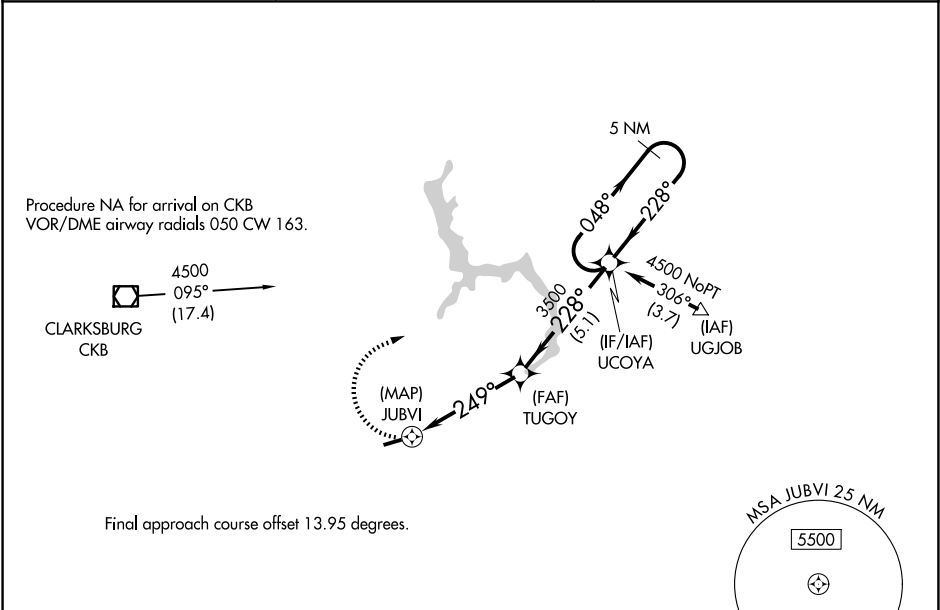 5 NM
Procedure NA for arrival on CKB
VOR/DME airway radials 050 CW 163.
048°
228°
4500
095°
(17.4)
CLARKSBURG
CKB
4500 NoPT
306°
(3.7)
(IAF)
UGJOB
3500
228°
(5.1)
(IF/IAF)
UCOYA
(MAP)
JUBVI
249°
(FAF)
TUGOY
Final approach course offset 13.95 degrees.
MSA JUBVI 25 NM
5500